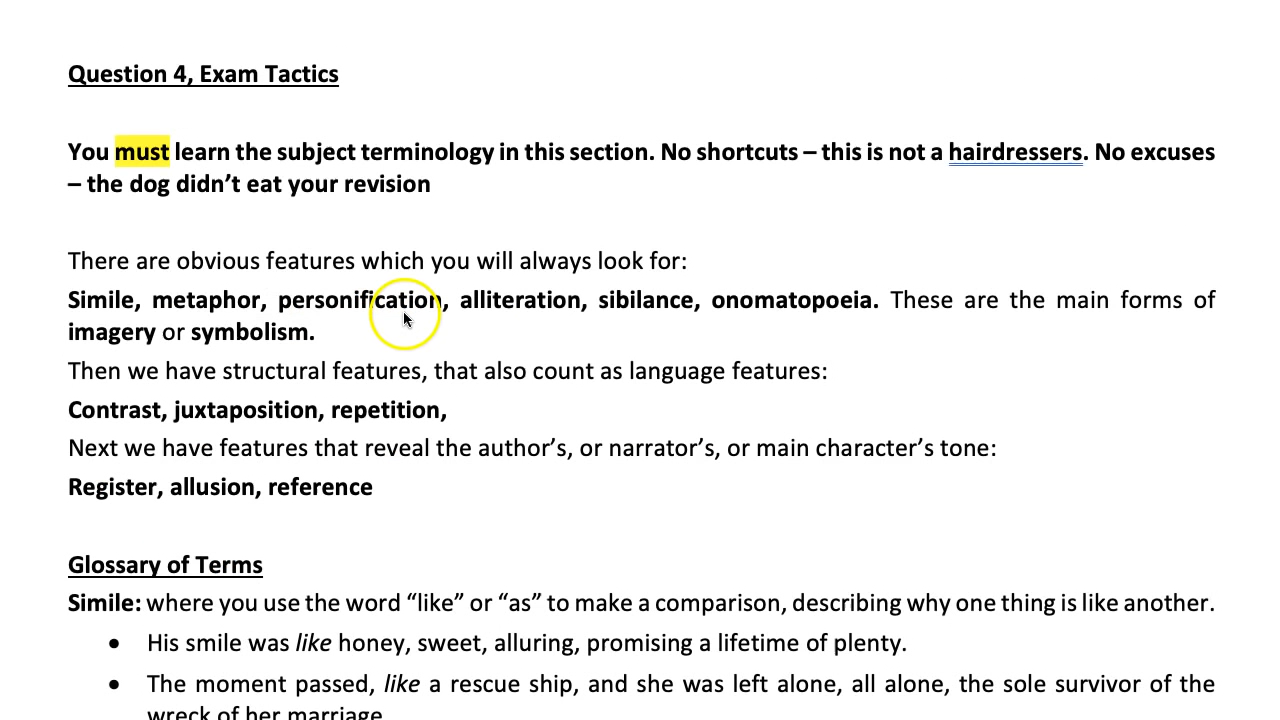 Question 4, Exam Tactics
You must learn the subject terminology in this section. No shortcuts – this is not a hairdressers. No excuses
– the dog didn’t eat your revision
There are obvious features which you will always look for:
Simile, metaphor, personification, alliteration, sibilance, onomatopoeia. These are the main forms of
imagery or symbolism.
Then we have structural features, that also count as language features:
Contrast, juxtaposition, repetition,
Next we have features that reveal the author’s, or narrator’s, or main character’s tone:
Register, allusion, reference
Glossary of Terms
Simile: where you use the word “like” or “as” to make a comparison, describing why one thing is like another.
• His smile was like honey, sweet, alluring, promising a lifetime of plenty.
• The moment passed, like a rescue ship, and she was left alone, all alone, the sole survivor of the
wreck of her marriage